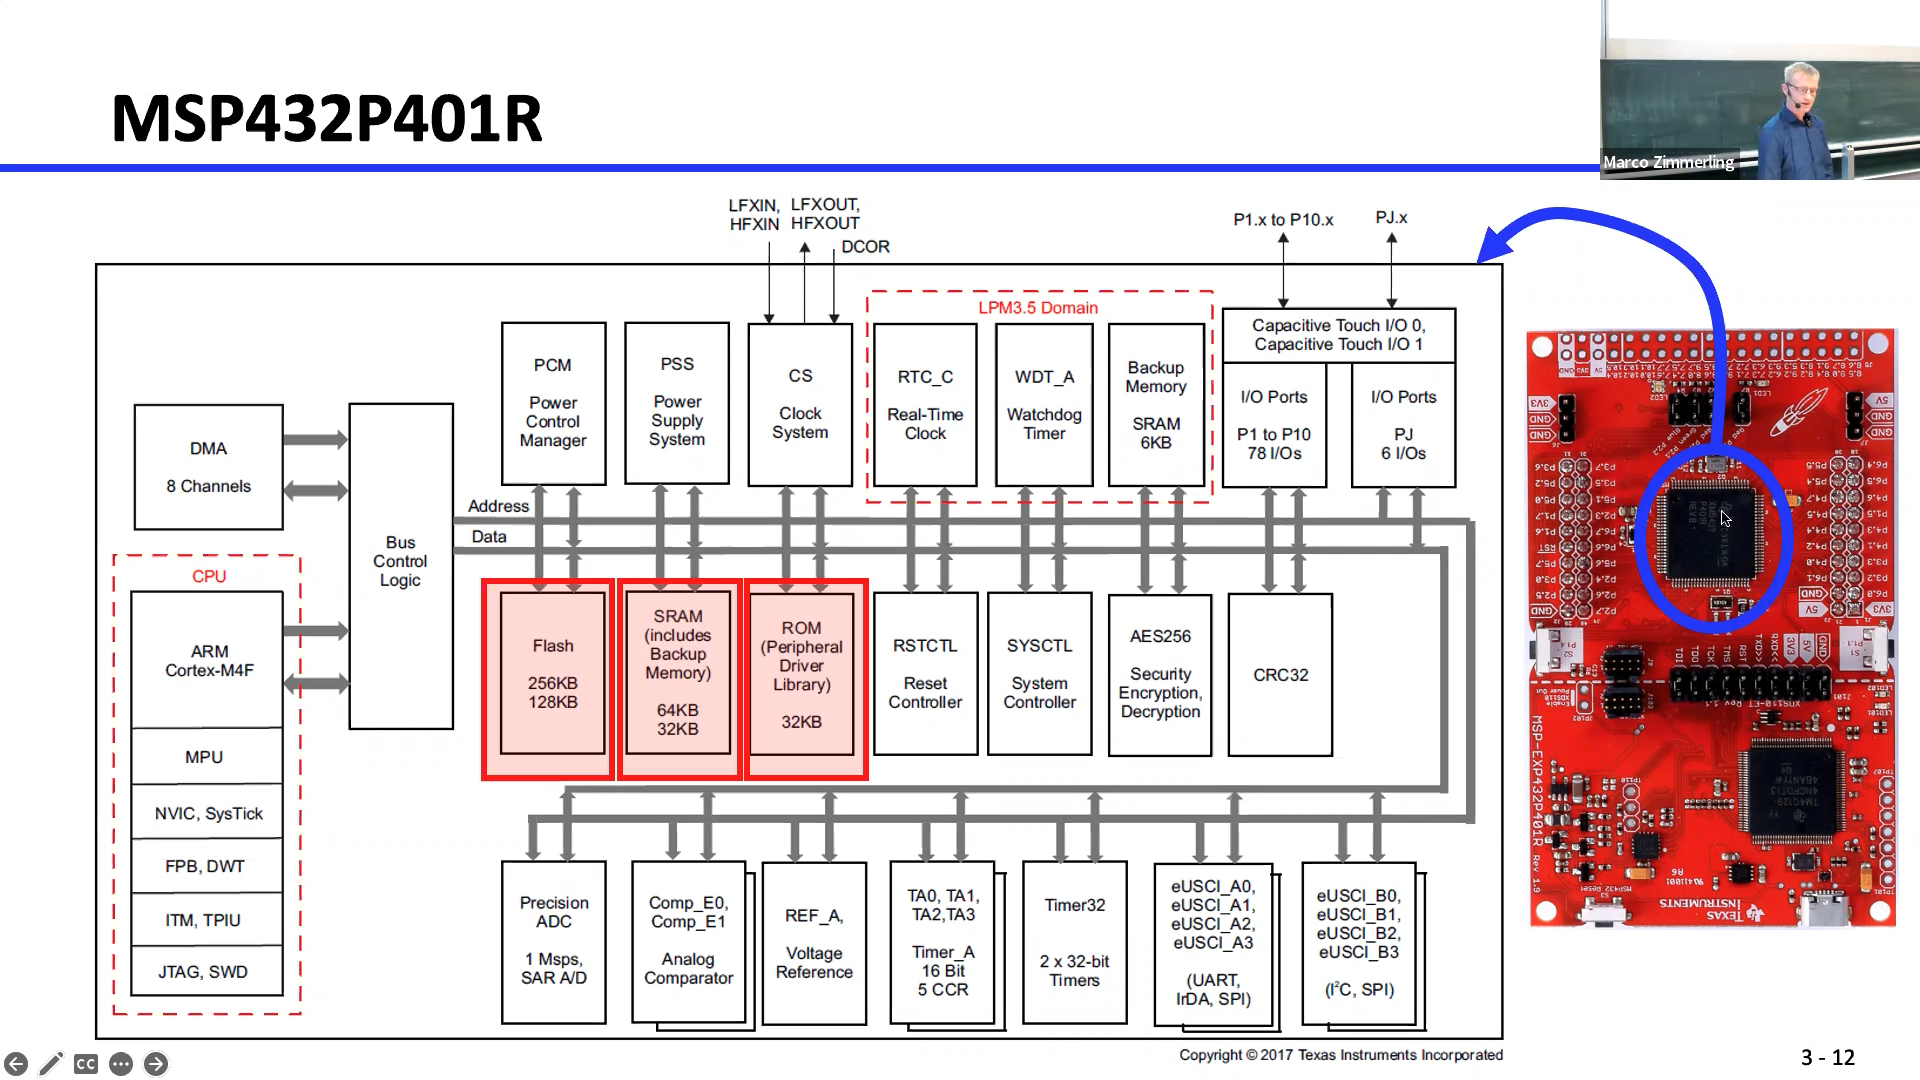 MSP432P401R
Marco Zimmerling
LFXIN,
HFXIN
LFXOUT,
HFXOUT
DCOR
P1.x to P10.x
PJ.x
LPM3.5 Domain
PCM
Power
Control
Manager
PSS
Power
Supply
System
CS
Clock
System
RTC_C
Real-Time
Clock
WDT_A
Watchdog
Timer
Backup
Memory
SRAM
6KB
Capacitive Touch I/O 0,
Capacitive Touch I/O 1
I/O Ports
P1 to P10
78 I/Os
I/O Ports
PJ
6 I/Os
DMA
8 Channels
Bus
Control
Logic
Address
Data
CPU
ARM
Cortex-M4F
MPU
NVIC, SysTick
FPB, DWT
ITM, TPIU
JTAG, SWD
Flash
256KB
128KB
SRAM
(includes
Backup
Memory)
64KB
32KB
ROM
(Peripheral
Driver
Library)
32KB
RSTCTL
Reset
Controller
SYSCTL
System
Controller
AES256
Security
Encryption,
Decryption
CRC32
Precision
ADC
1 Msps,
SAR A/D
Comp_E0,
Comp_E1
Analog
Comparator
REF_A,
Voltage
Reference
TA0, TA1,
TA2,TA3
Timer_A
16 Bit
5 CCR
Timer32
2 x 32-bit
Timers
eUSCI_A0,
eUSCI_A1,
eUSCI_A2,
eUSCI_A3
(UART,
IrDA, SPI)
eUSCI_B0,
eUSCI_B1,
eUSCI_B2,
eUSCI_B3
(I²C, SPI)
MSP-EXP432P401R Rev 1.9
TEXAS
INSTRUMENTS
Copyright © 2017 Texas Instruments Incorporated
CC
3 - 12